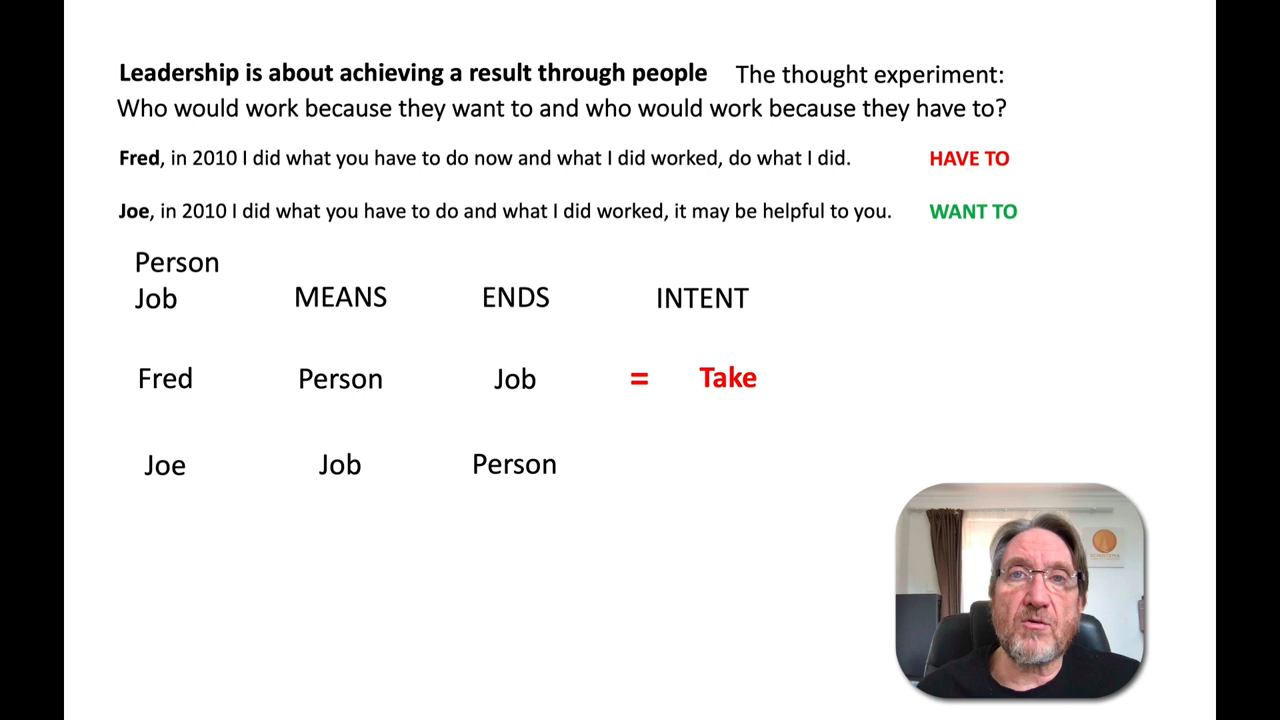 Leadership is about achieving a result through people The thought experiment:
Who would work because they want to and who would work because they have to?
Fred, in 2010 I did what you have to do now and what I did worked, do what I did. HAVE TO
Joe, in 2010 I did what you have to do and what I did worked, it may be helpful to you. WANT TO
Person
Job MEANS ENDS INTENT
Fred Person Job = Take
Joe Job Person